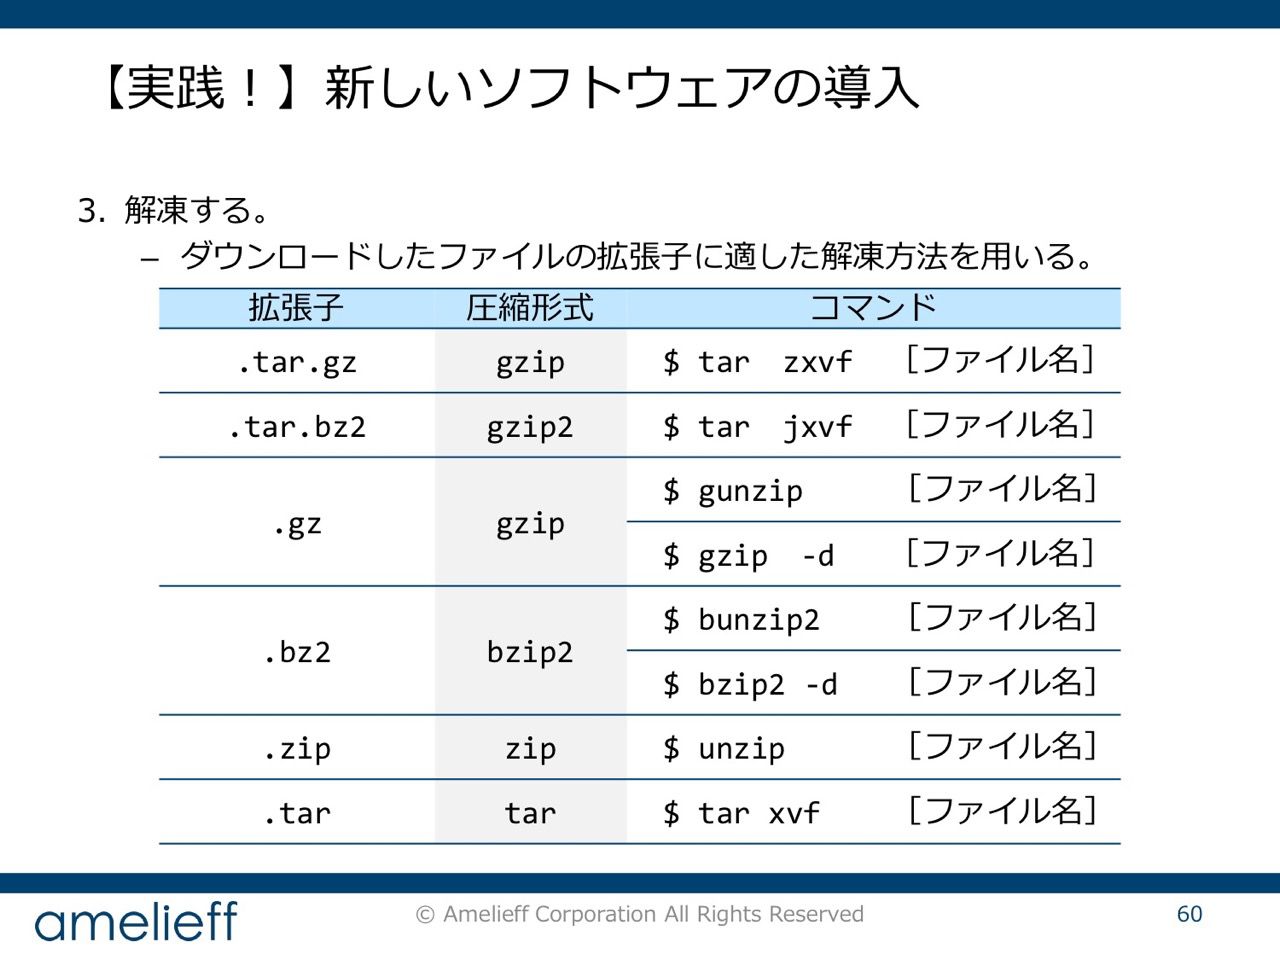 【実践！】新しいソフトウェアの導入
3. 解凍する。
– ダウンロードしたファイルの拡張子に適した解凍方法を用いる。
拡張子 圧縮形式 コマンド
.tar.gz gzip $ tar zxvf [ファイル名]
.tar.bz2 gzip2 $ tar jxvf [ファイル名]
.gz gzip $ gunzip [ファイル名]
$ gzip -d [ファイル名]
.bz2 bzip2 $ bunzip2 [ファイル名]
$ bzip2 -d [ファイル名]
.zip zip $ unzip [ファイル名]
.tar tar $ tar xvf [ファイル名]
amelieff © Amelieff Corporation All Rights Reserved 60